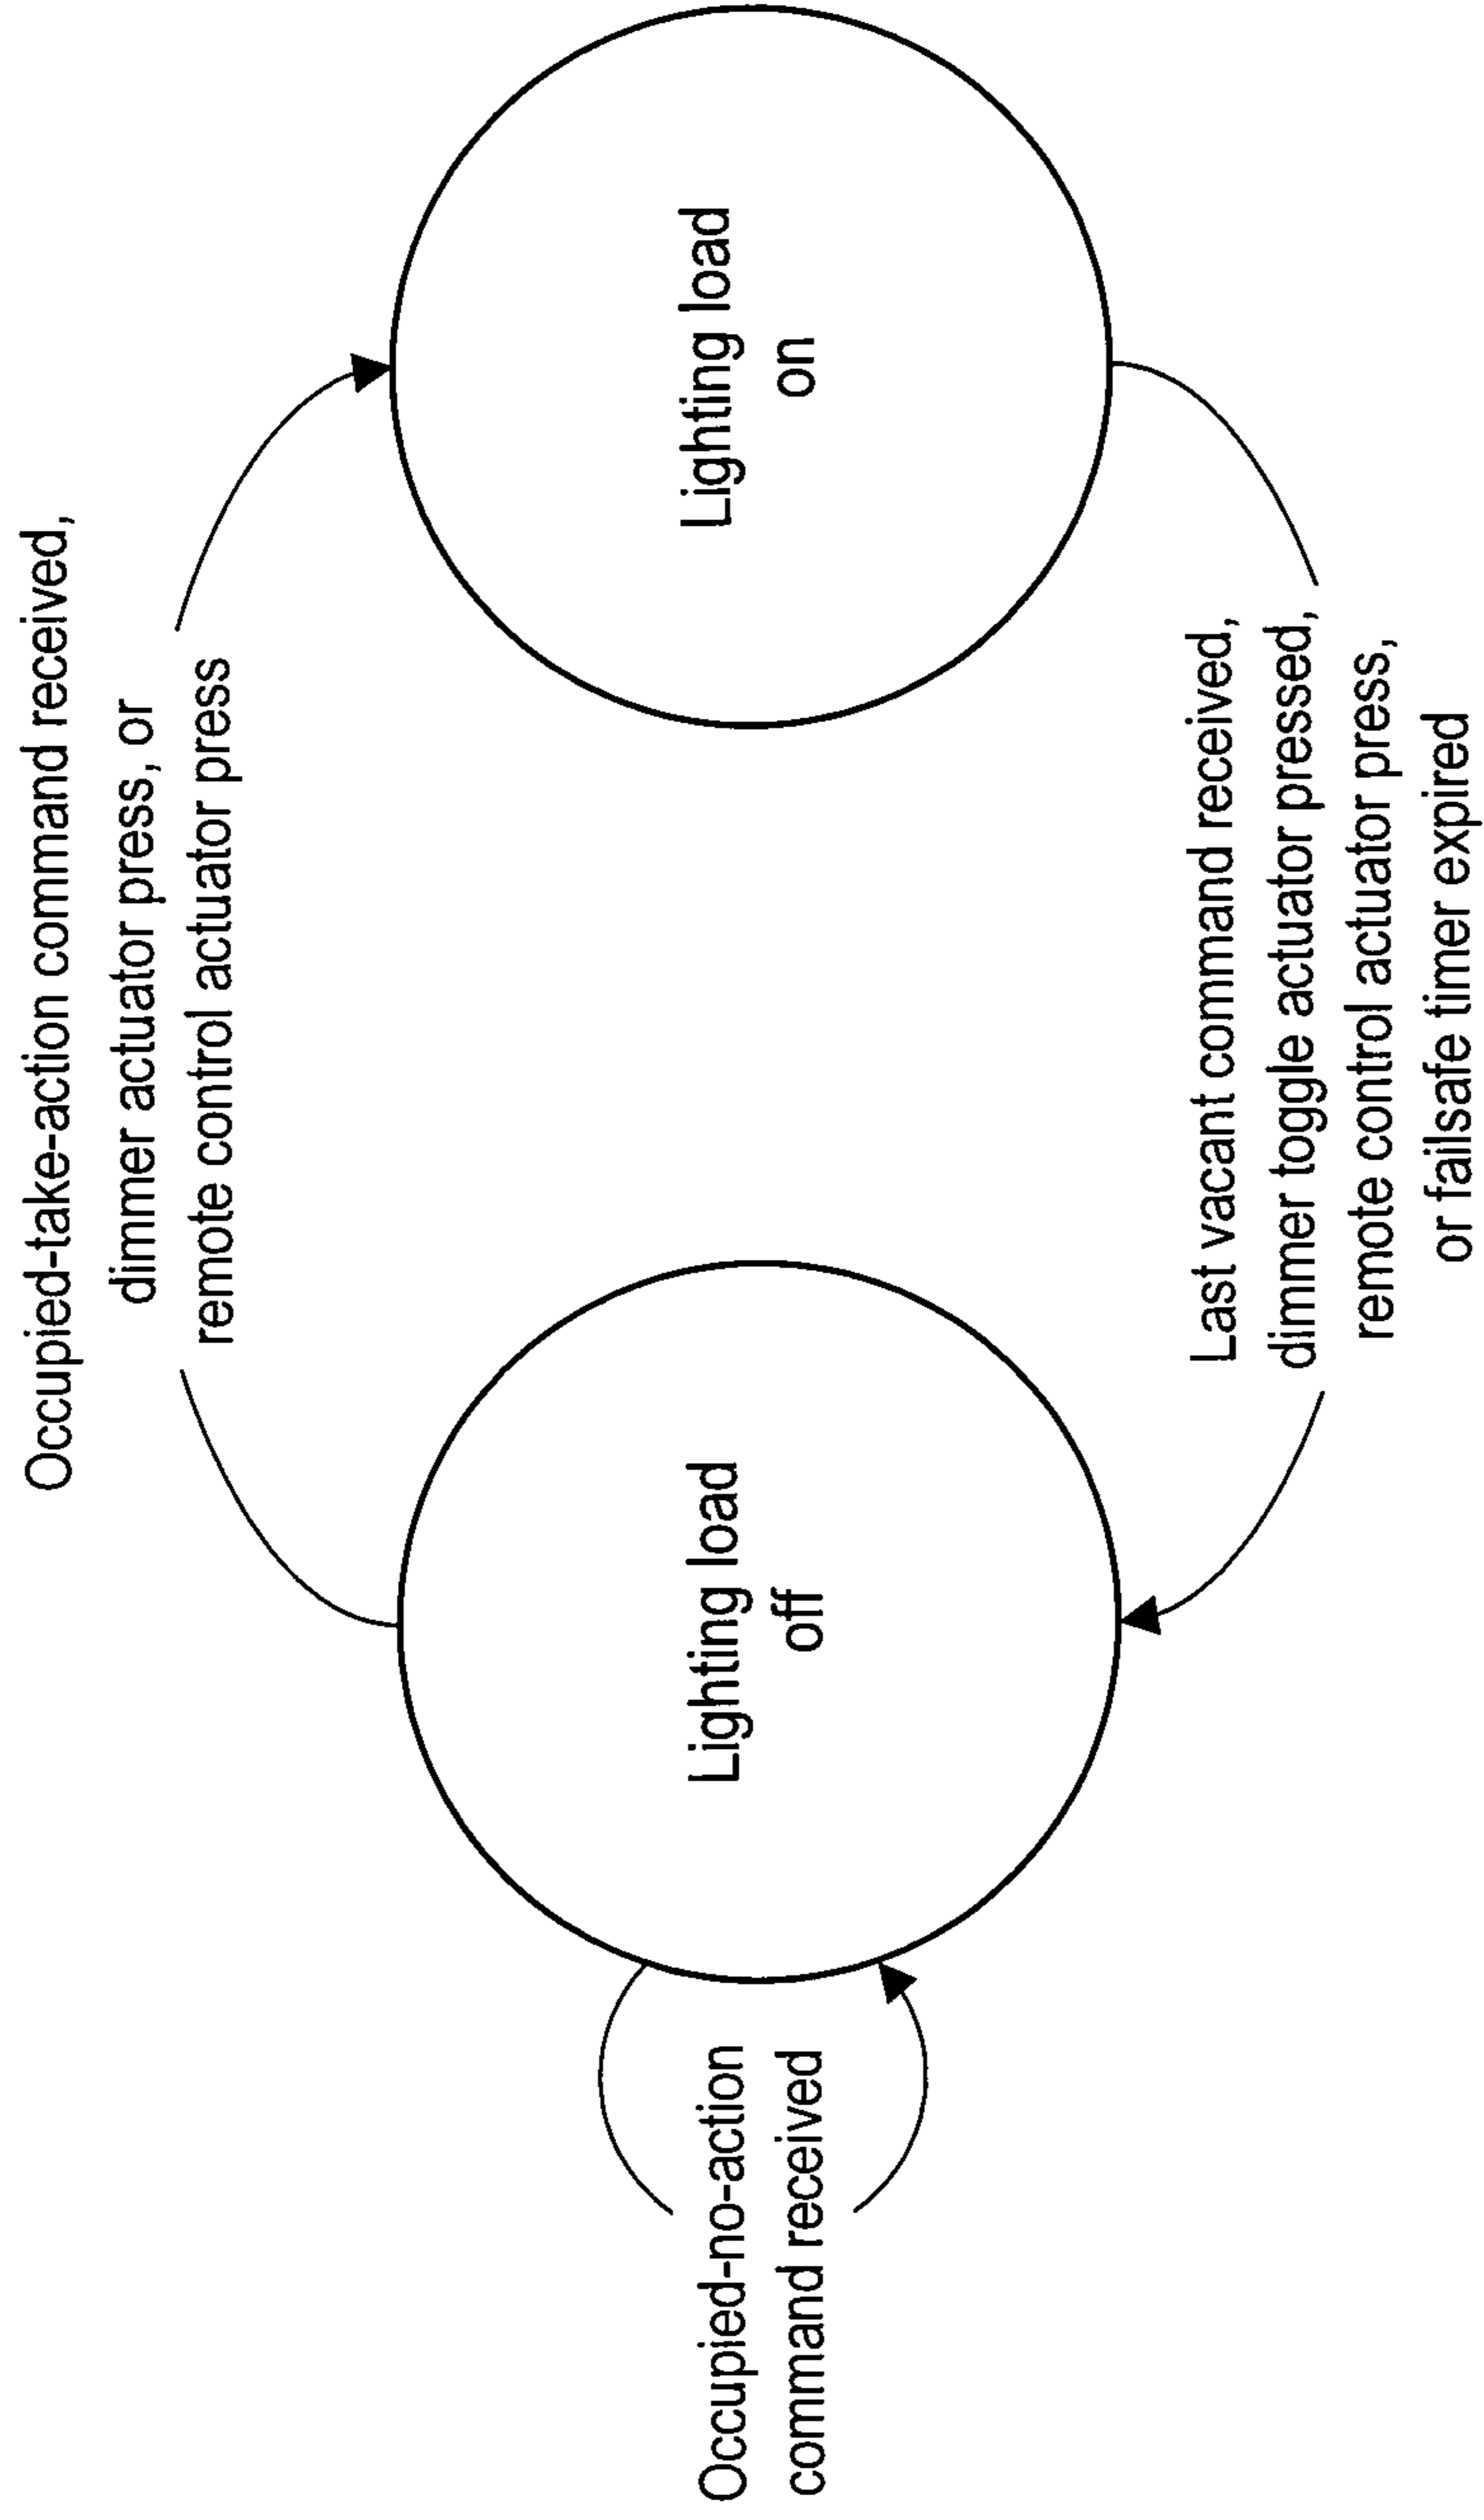 Occupied-take-action command received,
dimmer actuator press, or
remote control actuator press
Occupied-no-action
command received
Lighting load
off
Lighting load
on
Last vacant command received,
dimmer toggle actuator pressed,
remote control actuator press,
or failsafe timer expired